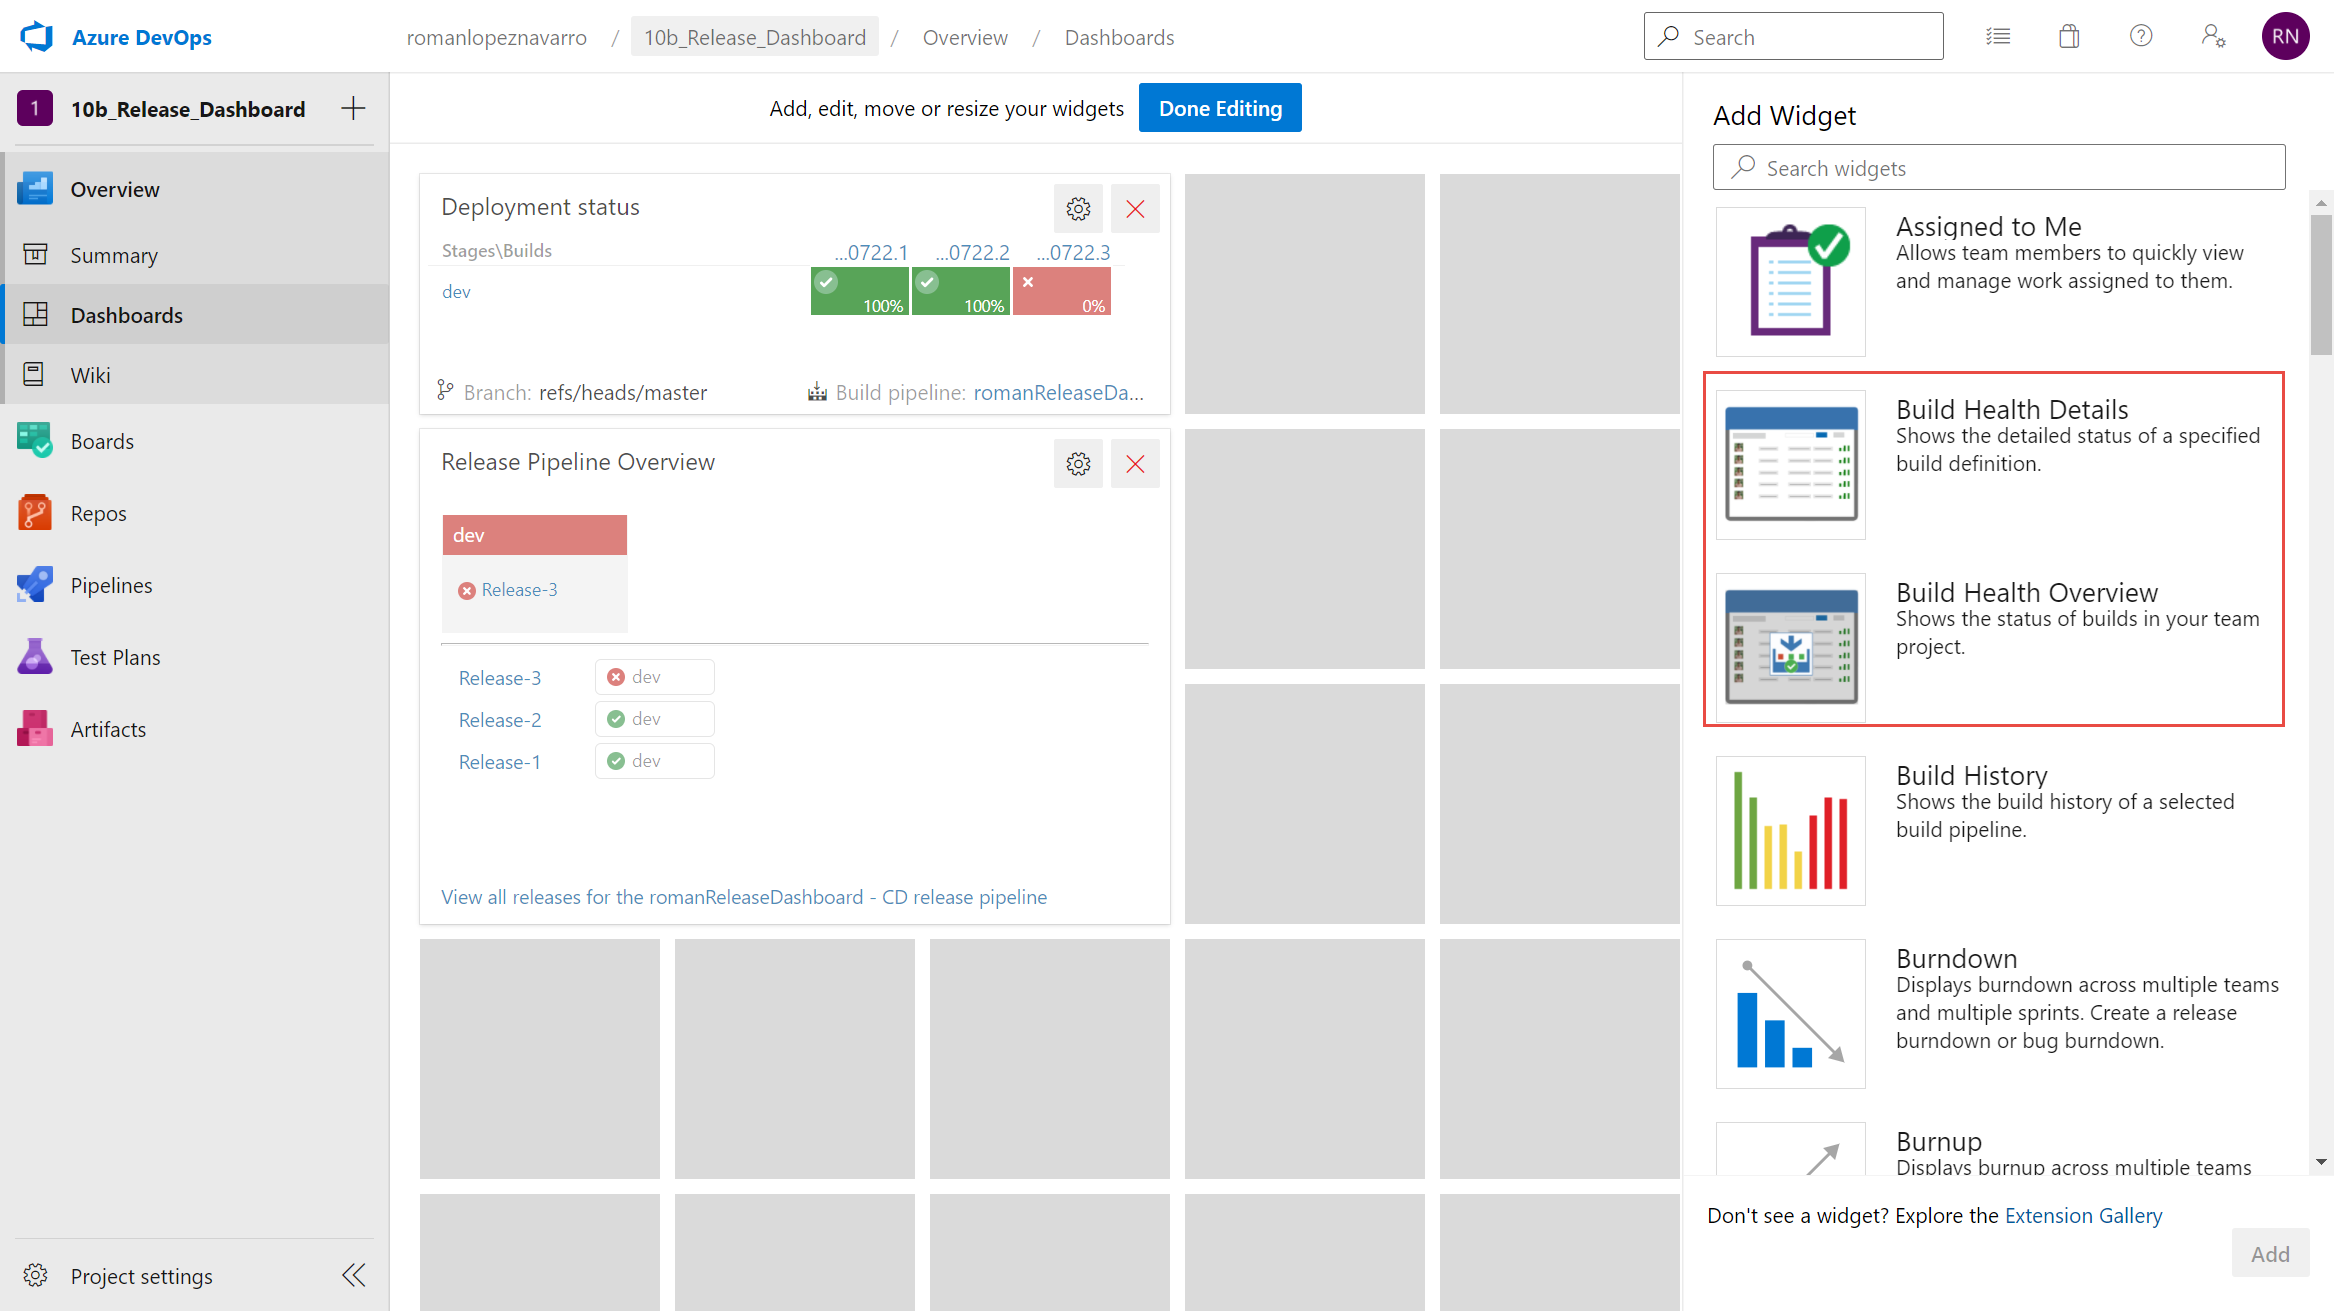 Azure DevOps
romanlopeznavarro / 10b_Release_Dashboard / Overview / Dashboards
Search
RN
1 10b_Release_Dashboard
Overview
Summary
Dashboards
Wiki
Boards
Repos
Pipelines
Test Plans
Artifacts
Project settings
Add, edit, move or resize your widgets Done Editing
Deployment status
Stages\Builds ...0722.1 ...0722.2 ...0722.3
dev 100% 100% 0%
Branch: refs/heads/master Build pipeline: romanReleaseDa...
Release Pipeline Overview
dev
Release-3
Release-3 dev
Release-2 dev
Release-1 dev
View all releases for the romanReleaseDashboard - CD release pipeline
Add Widget
Search widgets
Assigned to Me
Allows team members to quickly view
and manage work assigned to them.
Build Health Details
Shows the detailed status of a specified
build definition.
Build Health Overview
Shows the status of builds in your team
project.
Build History
Shows the build history of a selected
build pipeline.
Burndown
Displays burndown across multiple teams
and multiple sprints. Create a release
burndown or bug burndown.
Burnup
Displays burnup across multiple teams
Don't see a widget? Explore the Extension Gallery
Add